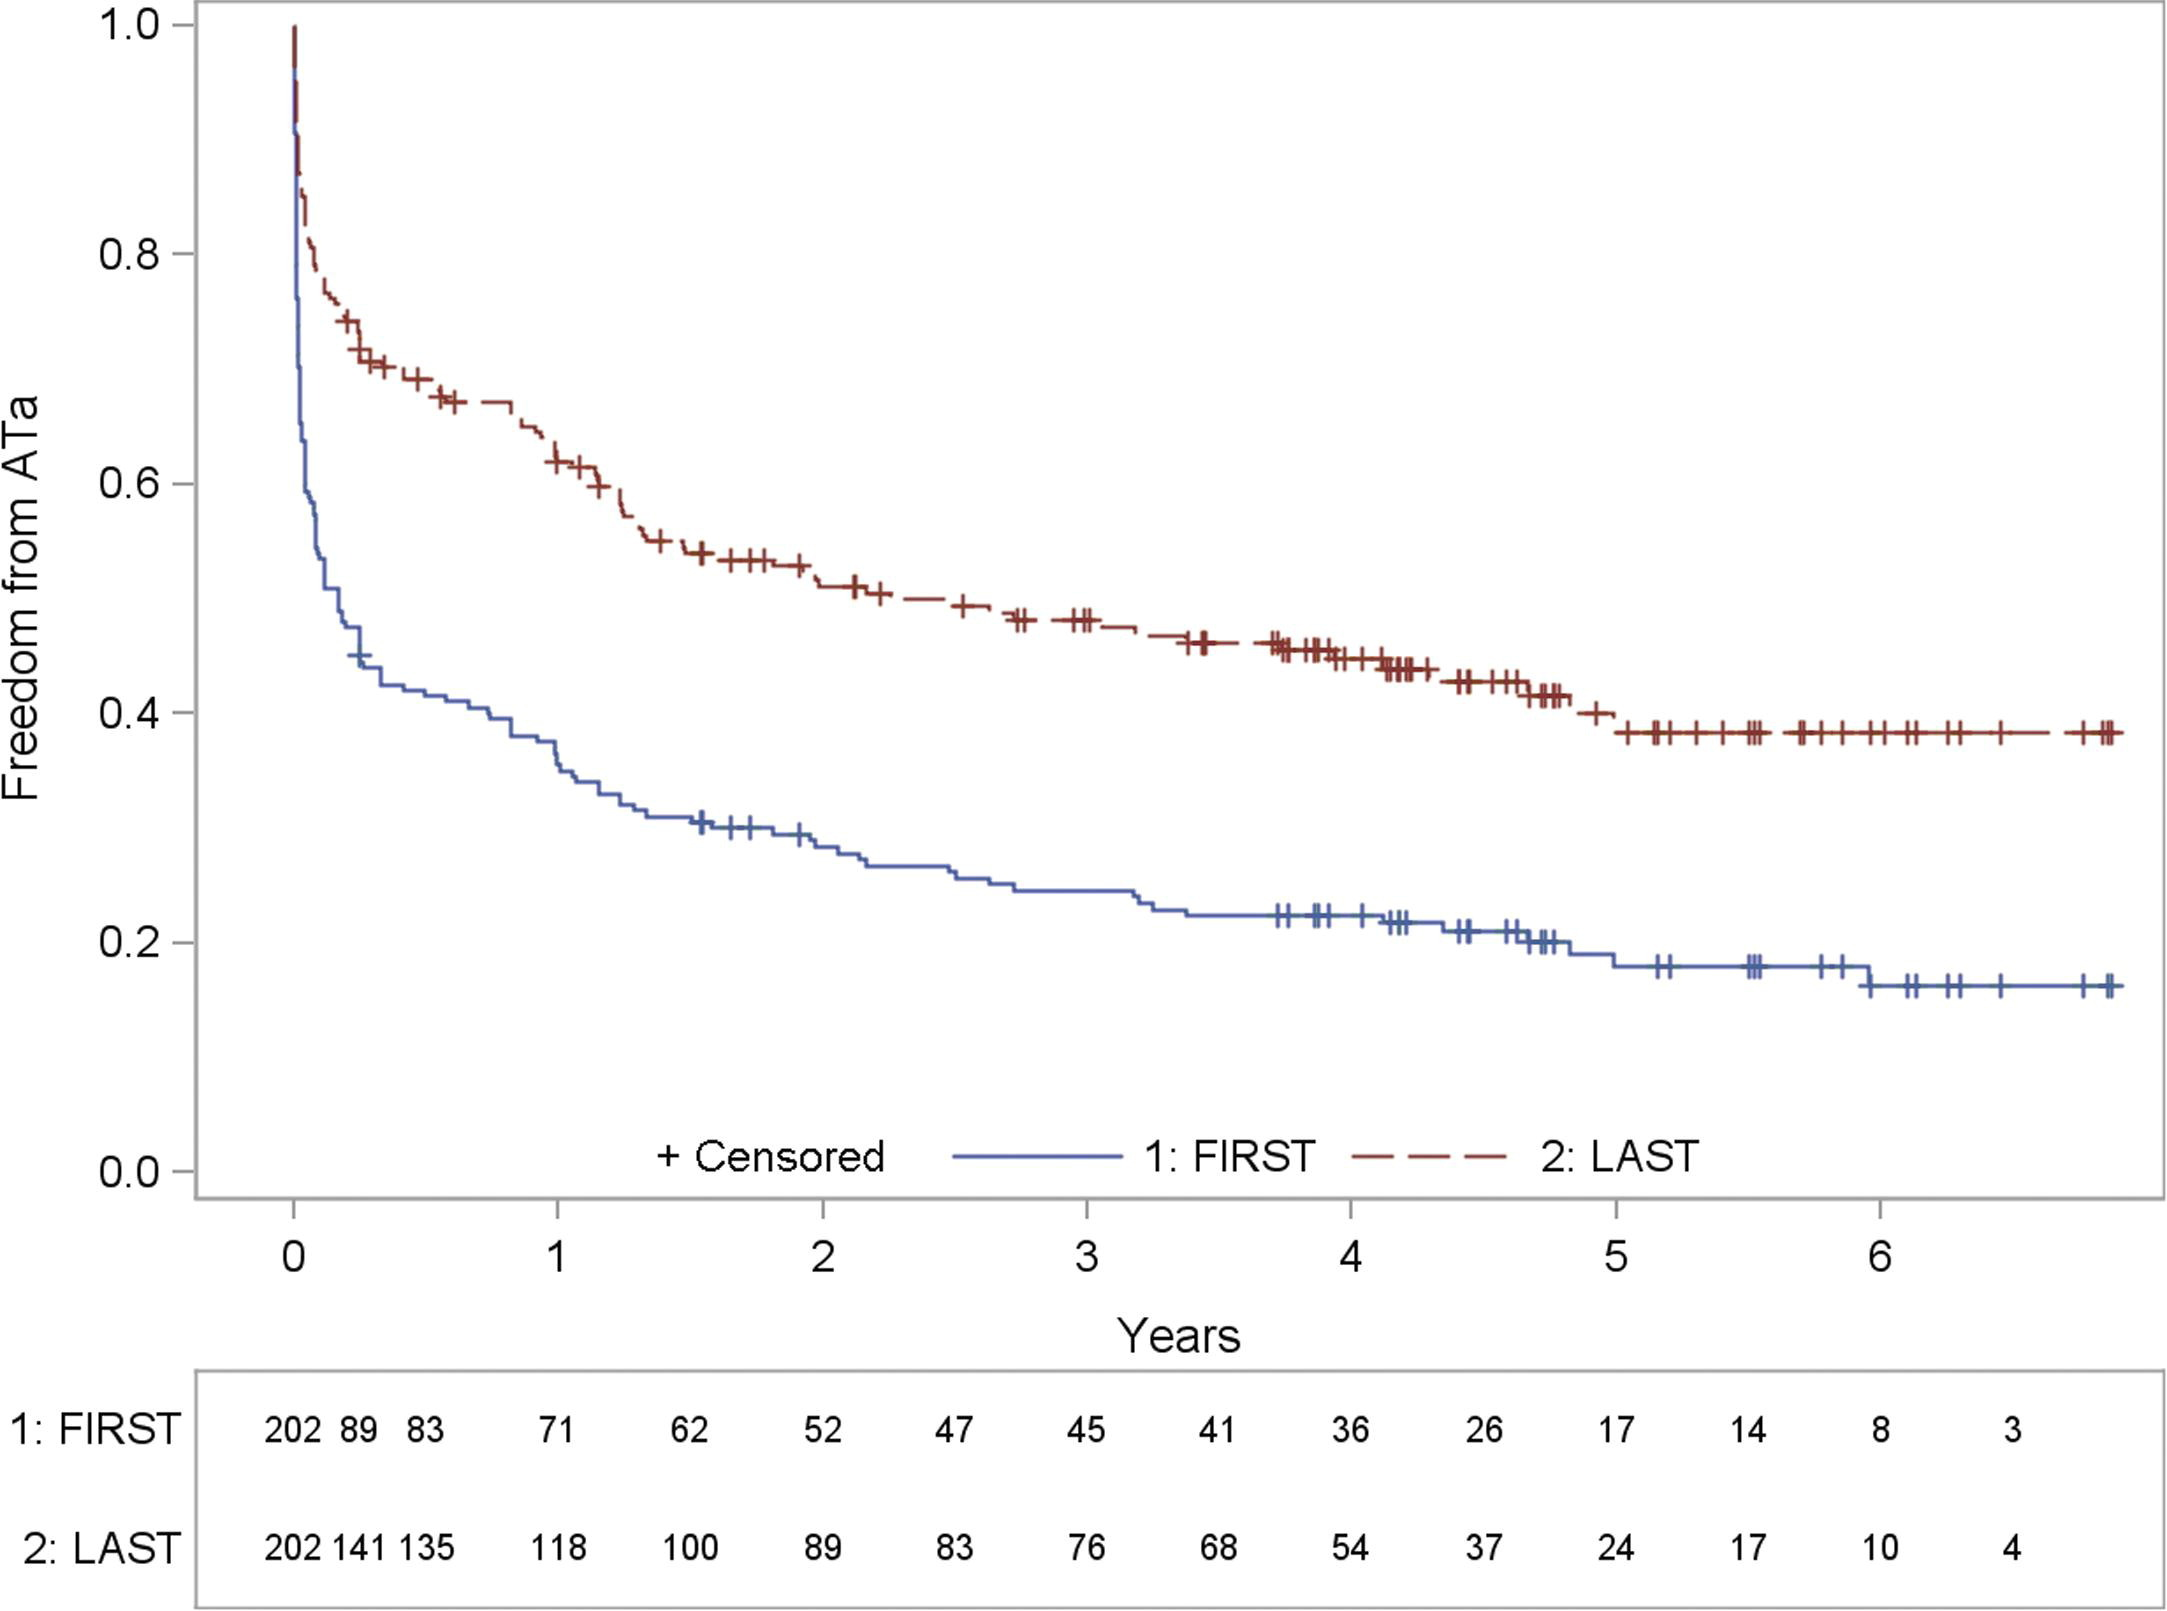 1.0
0.8
0.6
0.4
0.2
0.0
Freedom from ATa
+ Censored 1: FIRST 2: LAST
0 1 2 3 4 5 6
Years
1: FIRST 202 89 83 71 62 52 47 45 41 36 26 17 14 8 3
2: LAST 202 141 135 118 100 89 83 76 68 54 37 24 17 10 4